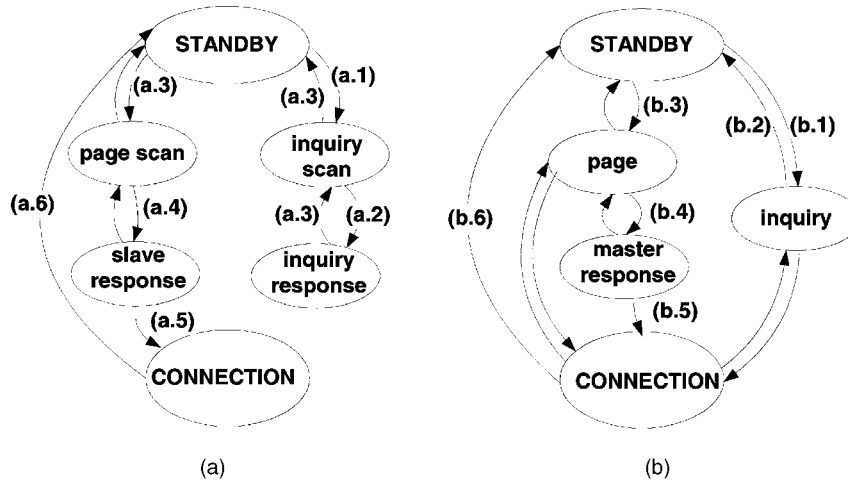 STANDBY
(a.3)
(a.3)
(a.1)
page scan
inquiry
scan
(a.6)
(a.4)
(a.3)
(a.2)
slave
response
inquiry
response
(a.5)
CONNECTION
(a)
STANDBY
(b.3)
(b.2)
(b.1)
page
(b.6)
(b.4)
inquiry
master
response
(b.5)
CONNECTION
(b)